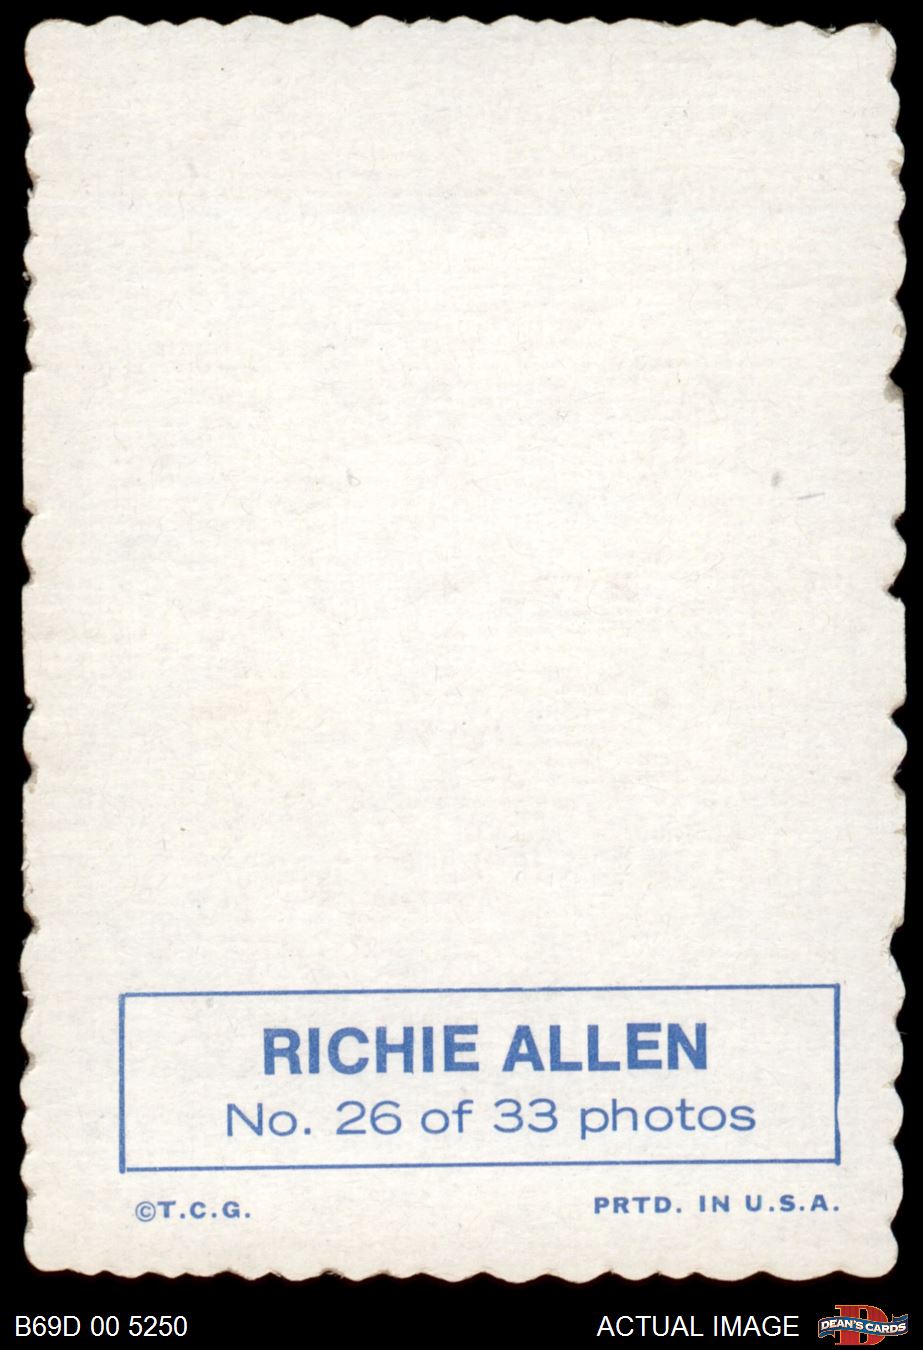 RICHIE ALLEN
No. 26 of 33 photos
©T.C.G.
PRTD. IN U.S.A.
B69D 00 5250
ACTUAL IMAGE
DEAN'S CARDS